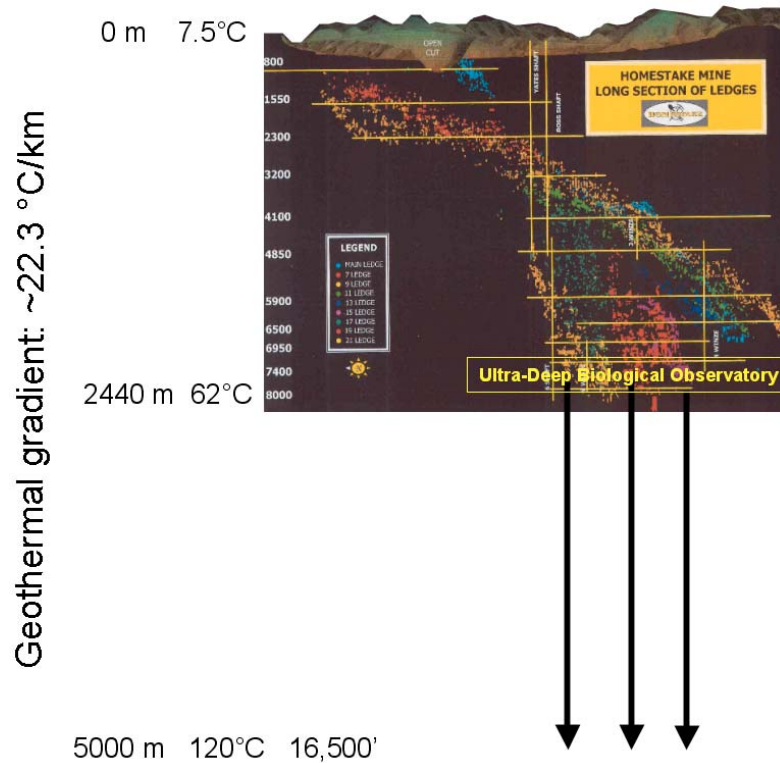 0 m 7.5°C
OPEN
CUT
YATES SHAFT
ROSS SHAFT
HOMESTAKE MINE
LONG SECTION OF LEDGES
800
1550
2300
3200
4100
4850
5900
6500
6950
7400
8000
LEGEND
MAIN LEDGE
7 LEDGE
9 LEDGE
11 LEDGE
13 LEDGE
15 LEDGE
17 LEDGE
19 LEDGE
21 LEDGE
Geothermal gradient: ~22.3 °C/km
2440 m 62°C
Ultra-Deep Biological Observatory
5000 m 120°C 16,500'